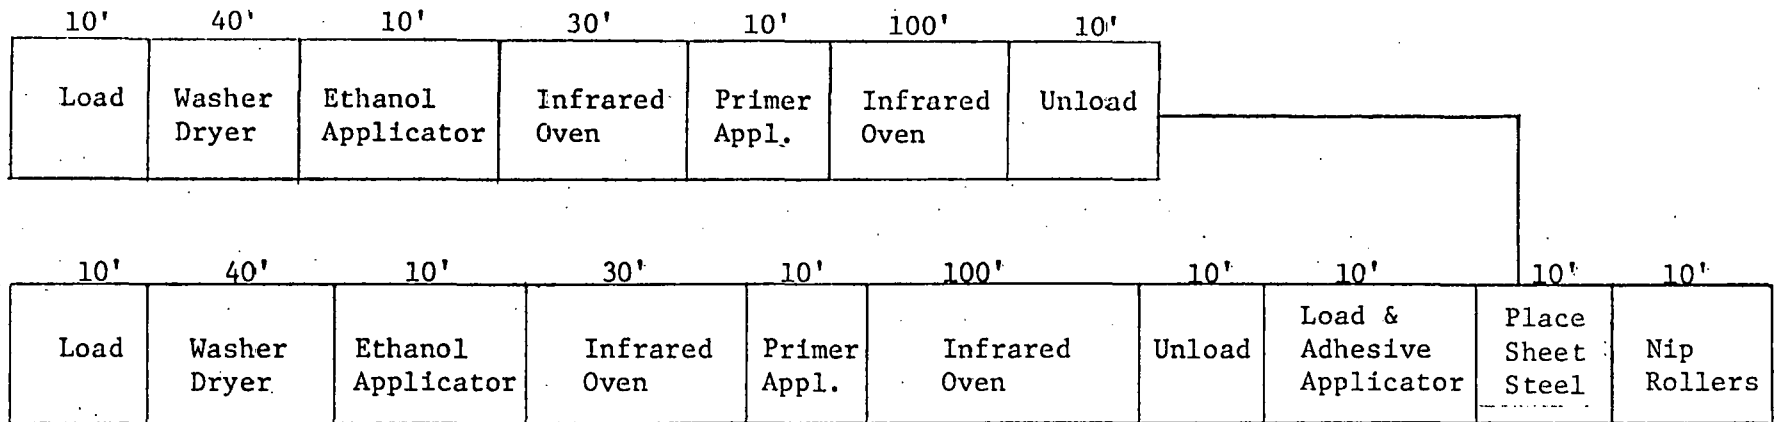 10' 40' 10' 30' 10' 100' 10'
Load
Washer
Dryer
Ethanol
Applicator
Infrared
Oven
Primer
Appl.
Infrared
Oven
Unload
10' 40' 10' 30' 10' 100' 10' 10' 10' 10'
Load
Washer
Dryer
Ethanol
Applicator
Infrared
Oven
Primer
Appl.
Infrared
Oven
Unload
Load &
Adhesive
Applicator
Place
Sheet
Steel
Nip
Rollers